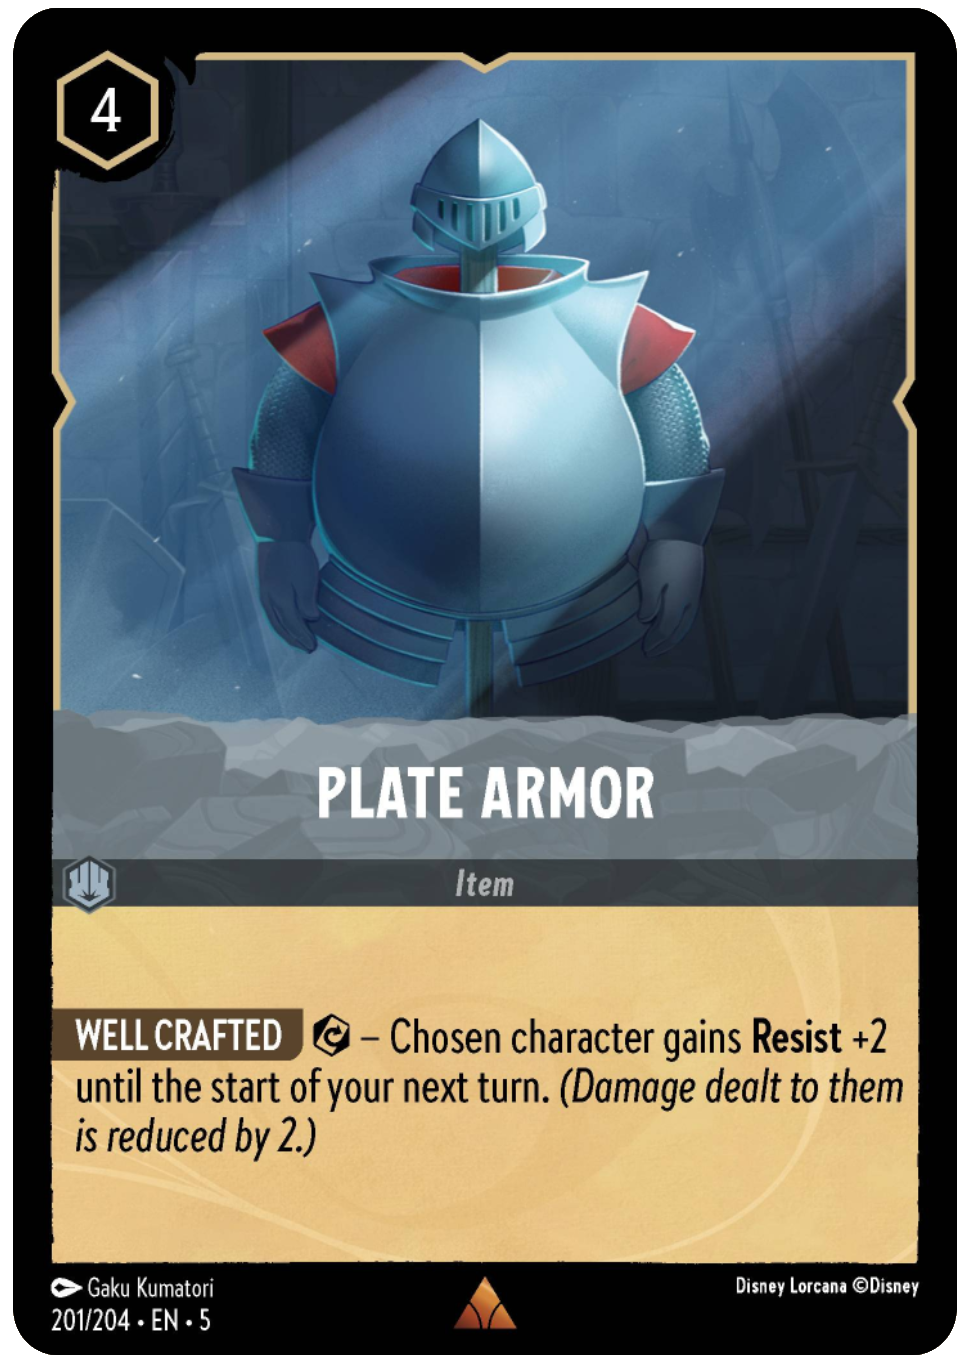 4
PLATE ARMOR
Item
WELL CRAFTED – Chosen character gains Resist +2
until the start of your next turn. (Damage dealt to them
is reduced by 2.)
Gaku Kumatori
Disney Lorcana ©Disney
201/204 • EN • 5